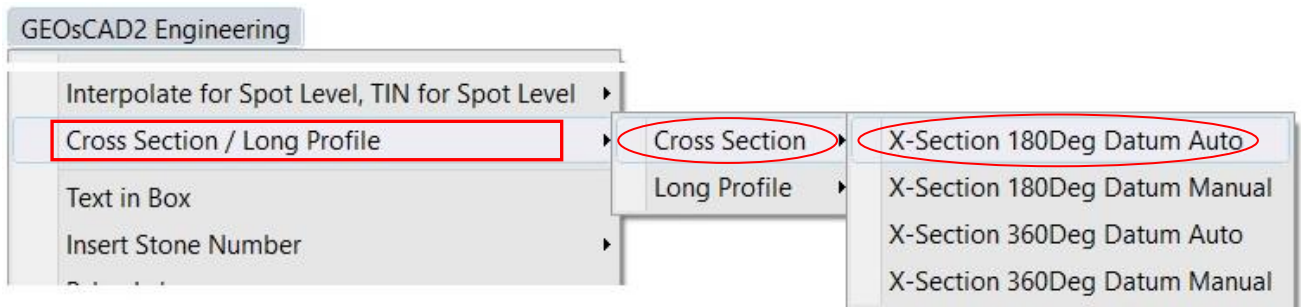 GEOsCAD2 Engineering
Interpolate for Spot Level, TIN for Spot Level
Cross Section / Long Profile
Text in Box
Insert Stone Number
Cross Section
Long Profile
X-Section 180Deg Datum Auto
X-Section 180Deg Datum Manual
X-Section 360Deg Datum Auto
X-Section 360Deg Datum Manual